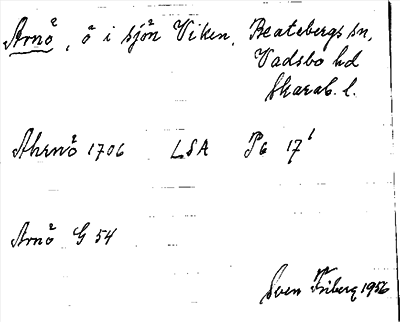 Arnö, ö i sjön Viken, Beatebergs sn,
Vadsbo hd
Skarab. l.
Ahrnö 1706 LSA P6 17¹
Arnö G 54
Sven Friberg 1956